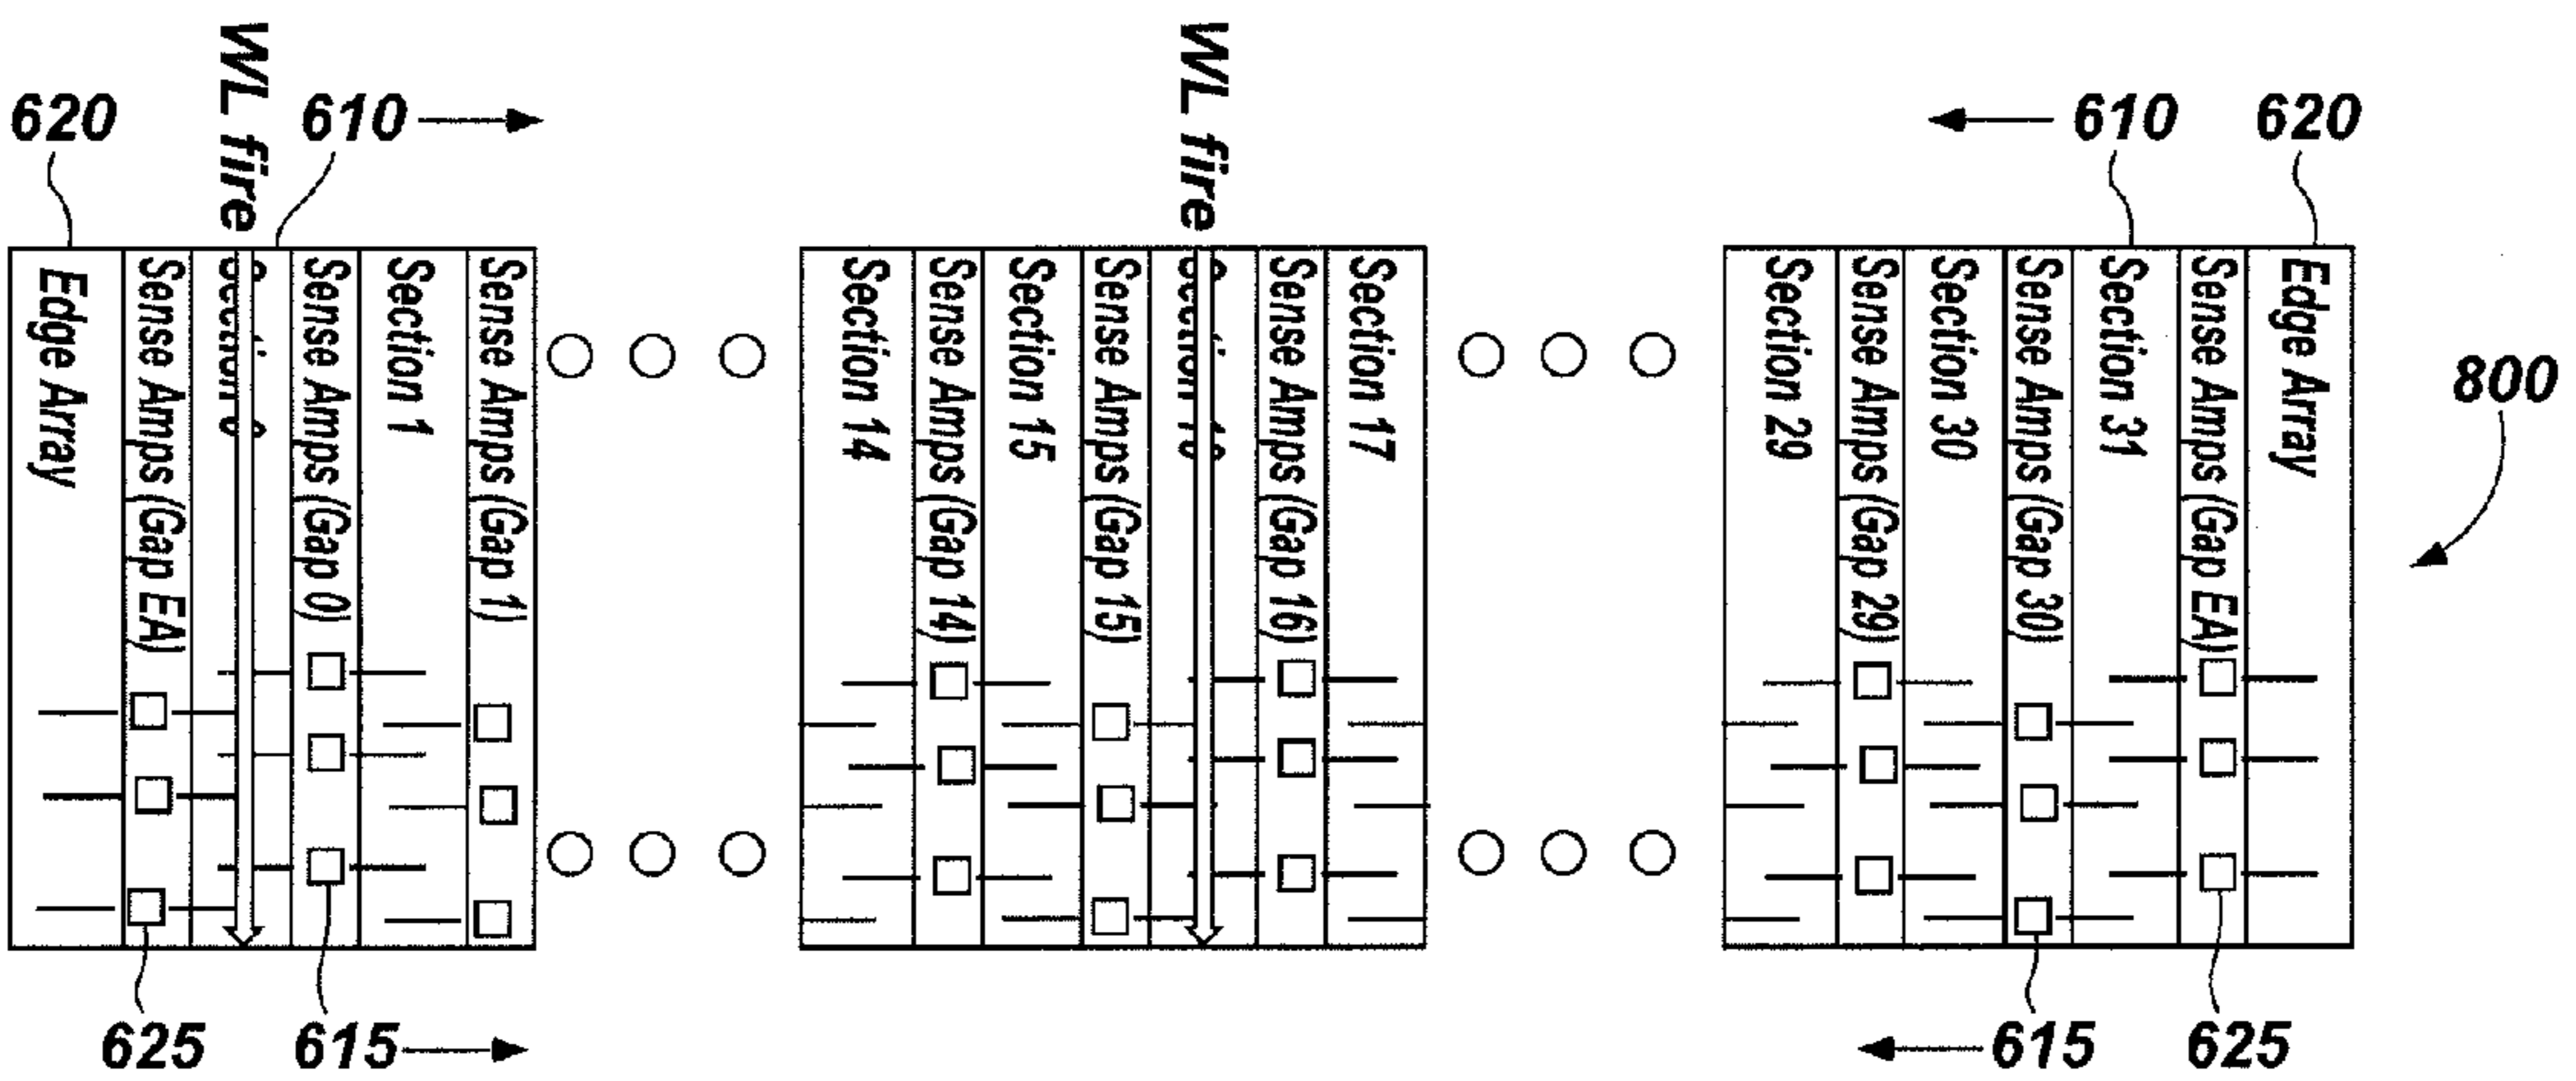 620
WL fire
610
WL fire
610
620
Edge Array
Sense Amps (Gap EA)
Sense Amps (Gap 0)
Section 1
Sense Amps (Gap 1)
Section 14
Sense Amps (Gap 14)
Section 15
Sense Amps (Gap 15)
Sense Amps (Gap 16)
Section 17
Section 29
Sense Amps (Gap 29)
Section 30
Sense Amps (Gap 30)
Section 31
Sense Amps (Gap EA)
Edge Array
800
625
615
615
625